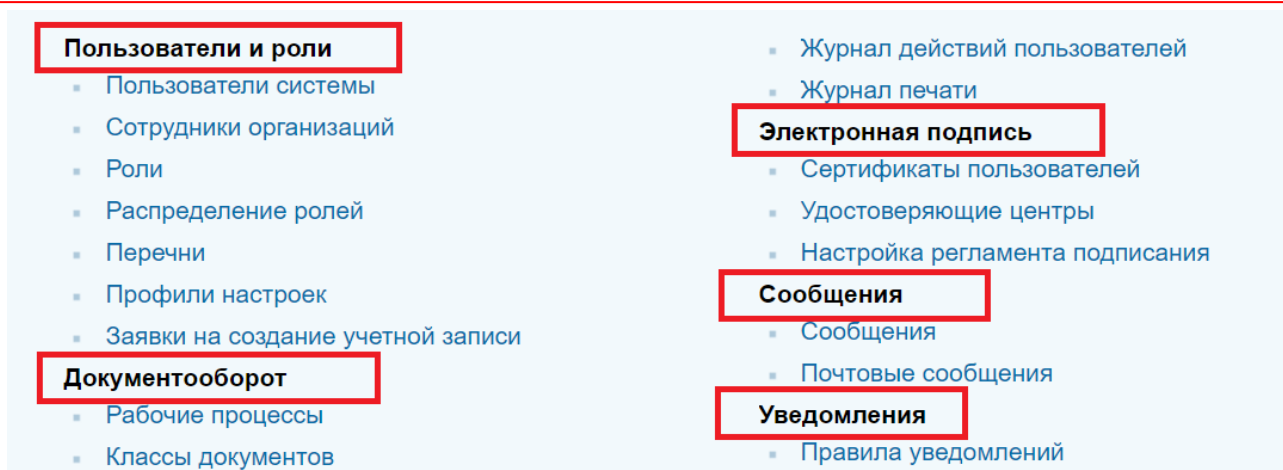 Пользователи и роли
Пользователи системы
Сотрудники организаций
Роли
Распределение ролей
Перечни
Профили настроек
Заявки на создание учетной записи
Документооборот
Рабочие процессы
Классы документов
Журнал действий пользователей
Журнал печати
Электронная подпись
Сертификаты пользователей
Удостоверяющие центры
Настройка регламента подписания
Сообщения
Сообщения
Почтовые сообщения
Уведомления
Правила уведомлений